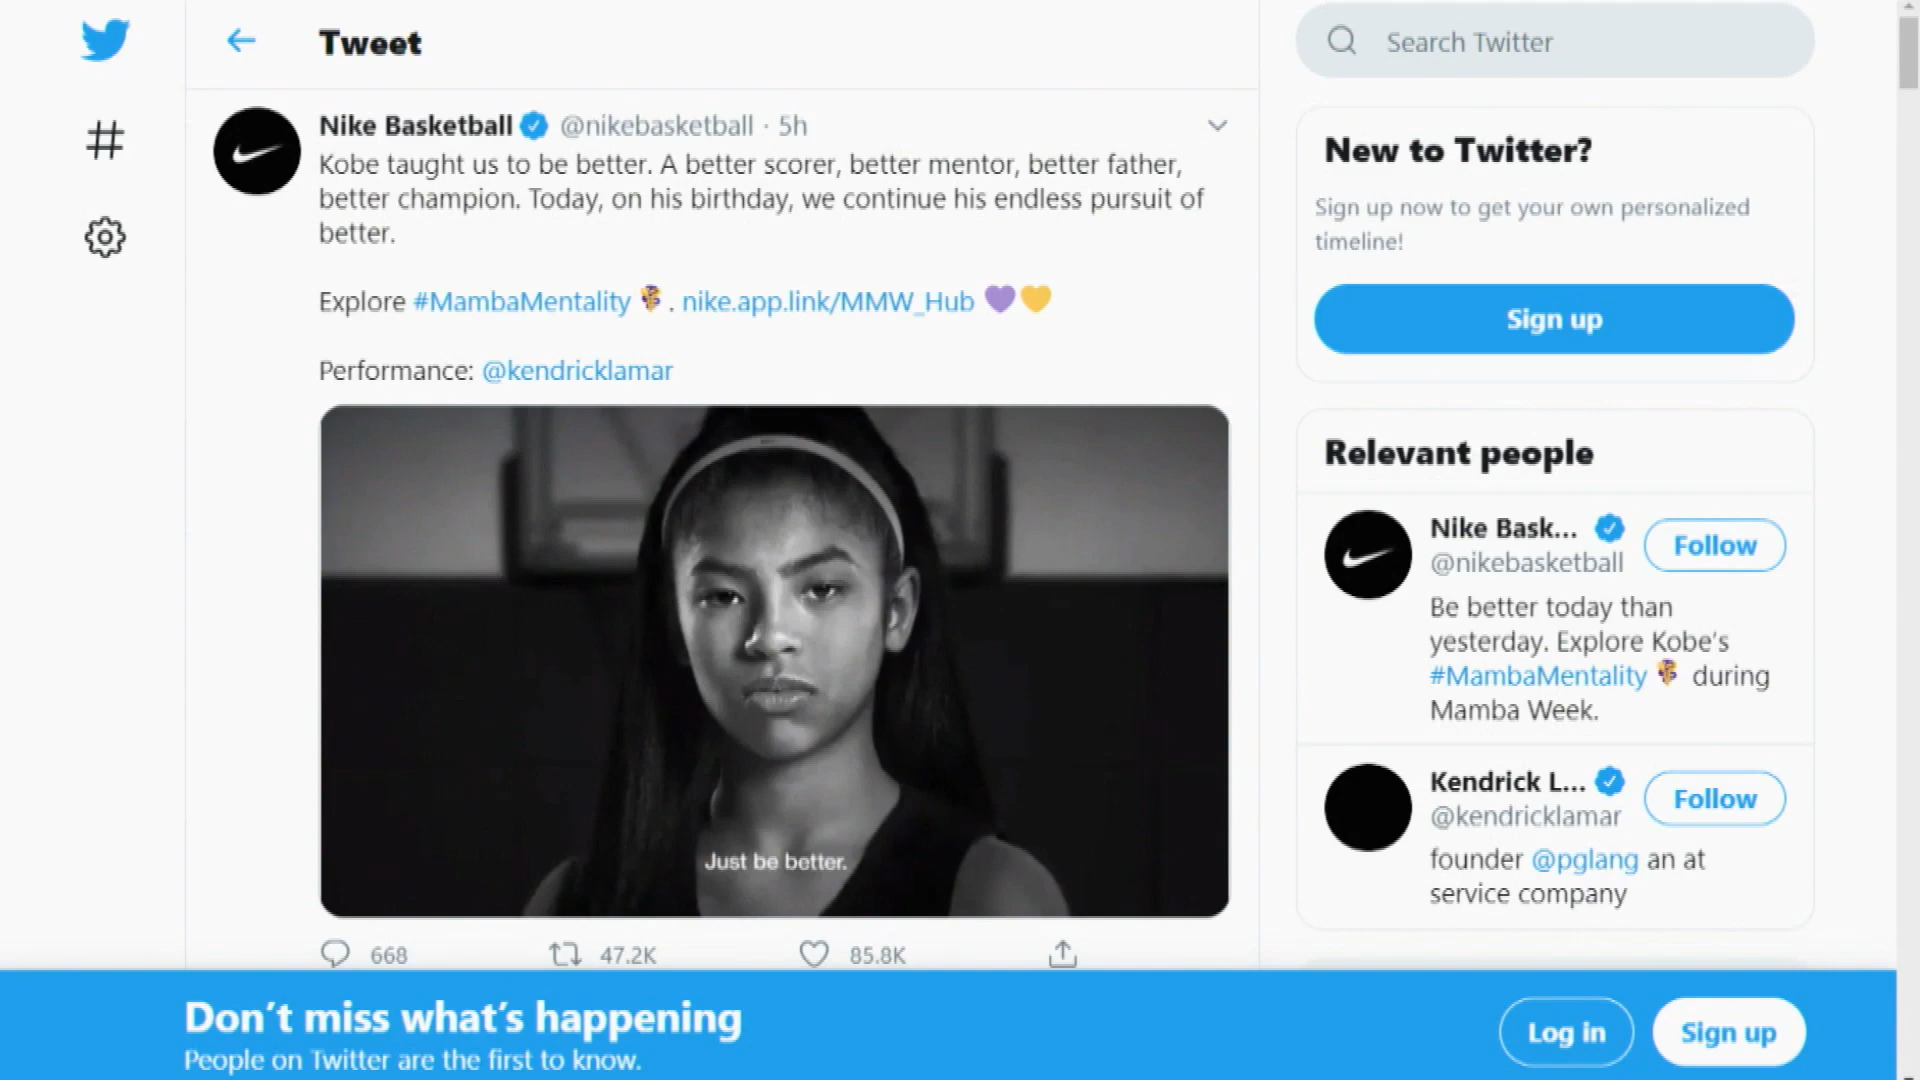 Tweet
Nike Basketball @nikebasketball · 5h
Kobe taught us to be better. A better scorer, better mentor, better father,
better champion. Today, on his birthday, we continue his endless pursuit of
better.
Explore #MambaMentality . nike.app.link/MMW_Hub 💜💛
Performance: @kendricklamar
Just be better.
668 47.2K 85.8K
Search Twitter
New to Twitter?
Sign up now to get your own personalized
timeline!
Sign up
Relevant people
Nike Bask...
Follow
@nikebasketball
Be better today than
yesterday. Explore Kobe's
#MambaMentality during
Mamba Week.
Kendrick L...
Follow
@kendricklamar
founder @pglang an at
service company
Don't miss what's happening
People on Twitter are the first to know.
Log in
Sign up